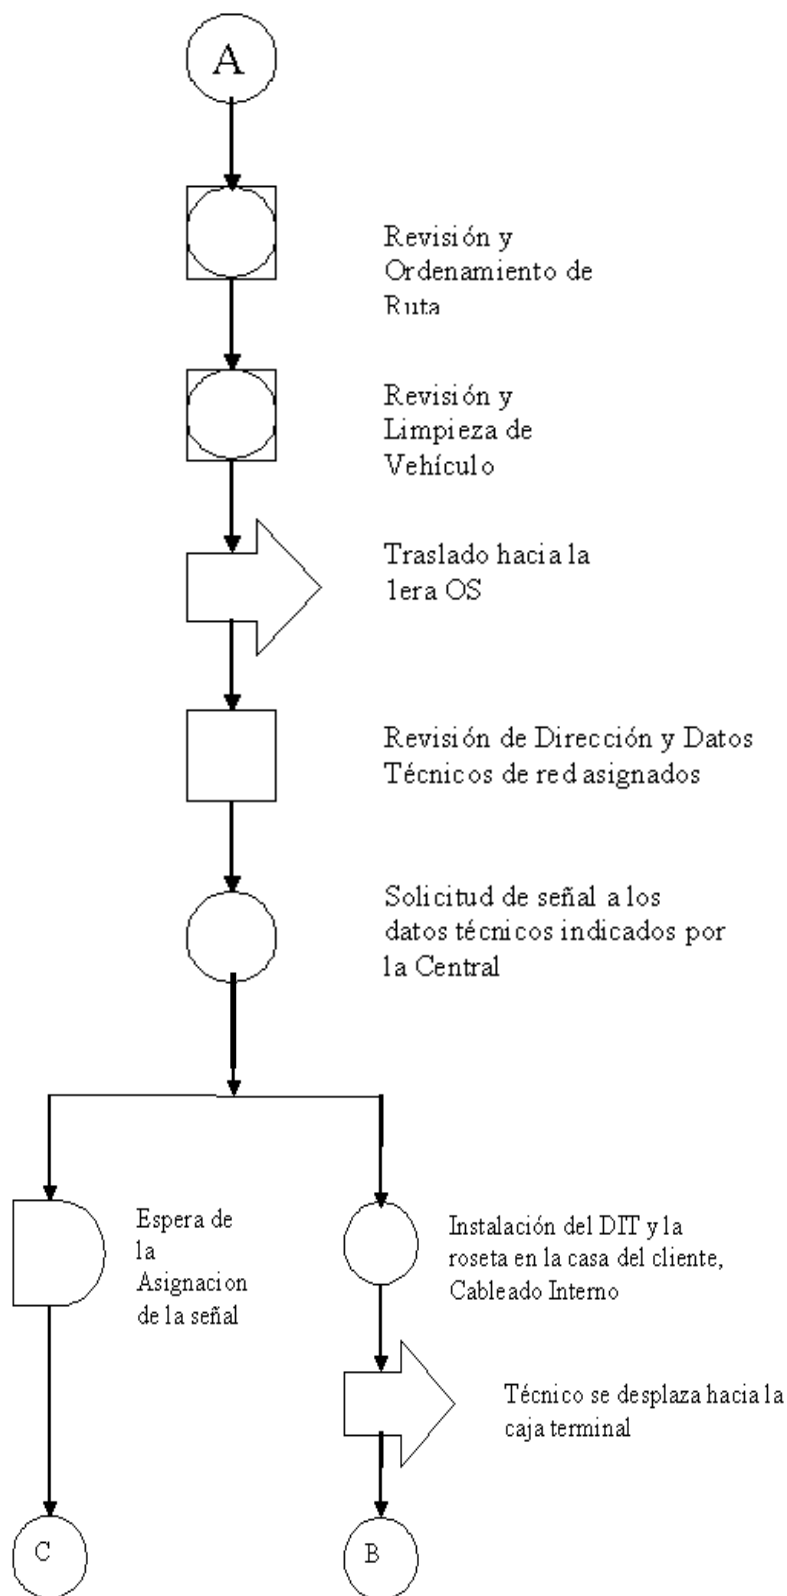 A
Revisión y
Ordenamiento de
Ruta
Revisión y
Limpieza de
Vehículo
Traslado hacia la
1era OS
Revisión de Dirección y Datos
Técnicos de red asignados
Solicitud de señal a los
datos técnicos indicados por
la Central
Espera de
la
Asignacion
de la señal
Instalación del DIT y la
roseta en la casa del cliente,
Cableado Interno
Técnico se desplaza hacia la
caja terminal
C
B